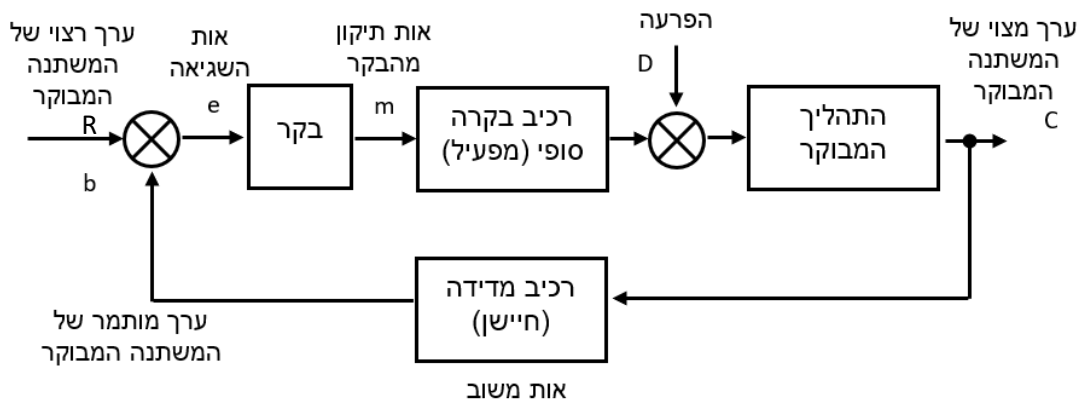 ערך רצוי של
המשתנה
המבוקר
R
b
אות
השגיאה
e
בקר
אות תיקון
מהבקר
m
רכיב בקרה
סופי (מפעיל)
הפרעה
D
התהליך
המבוקר
ערך מצוי של
המשתנה
המבוקר
C
רכיב מדידה
(חיישן)
אות משוב
ערך מותמר של
המשתנה המבוקר